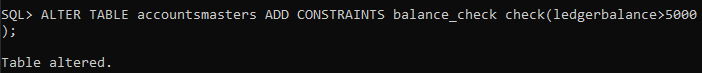 SQL> ALTER TABLE accountsmasters ADD CONSTRAINTS balance_check check(ledgerbalance>5000
);
Table altered.